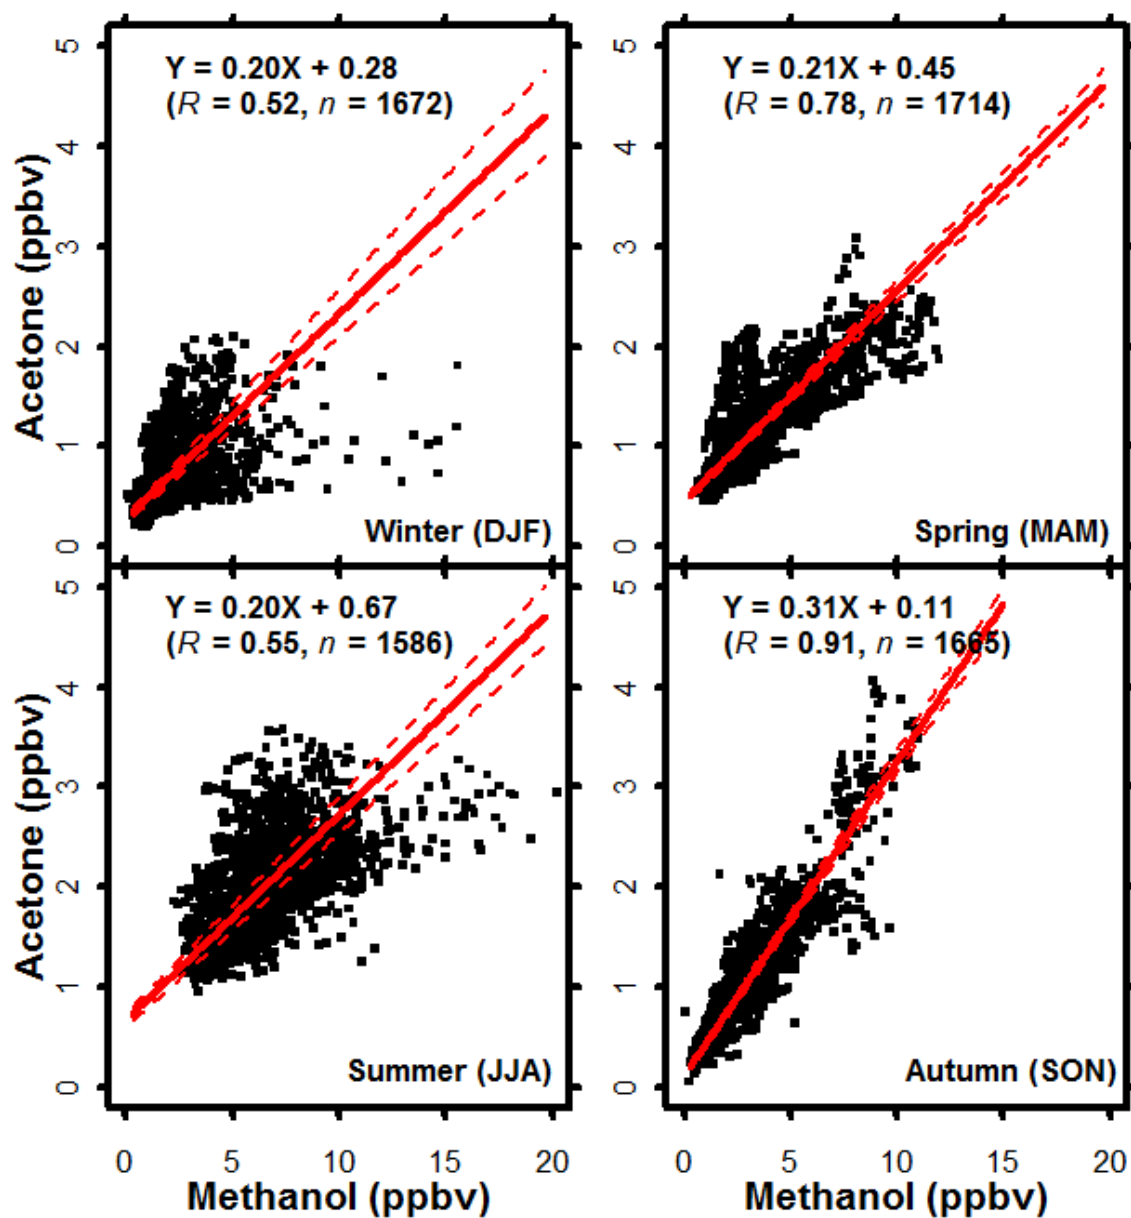 Y = 0.20X + 0.28
(R = 0.52, n = 1672)
Winter (DJF)
Acetone (ppbv)
5
4
3
2
1
0
Y = 0.21X + 0.45
(R = 0.78, n = 1714)
Spring (MAM)
5
4
3
2
1
0
Y = 0.20X + 0.67
(R = 0.55, n = 1586)
Summer (JJA)
Acetone (ppbv)
5
4
3
2
1
0
Y = 0.31X + 0.11
(R = 0.91, n = 1665)
Autumn (SON)
5
4
3
2
1
0
0 5 10 15 20
Methanol (ppbv)
0 5 10 15 20
Methanol (ppbv)